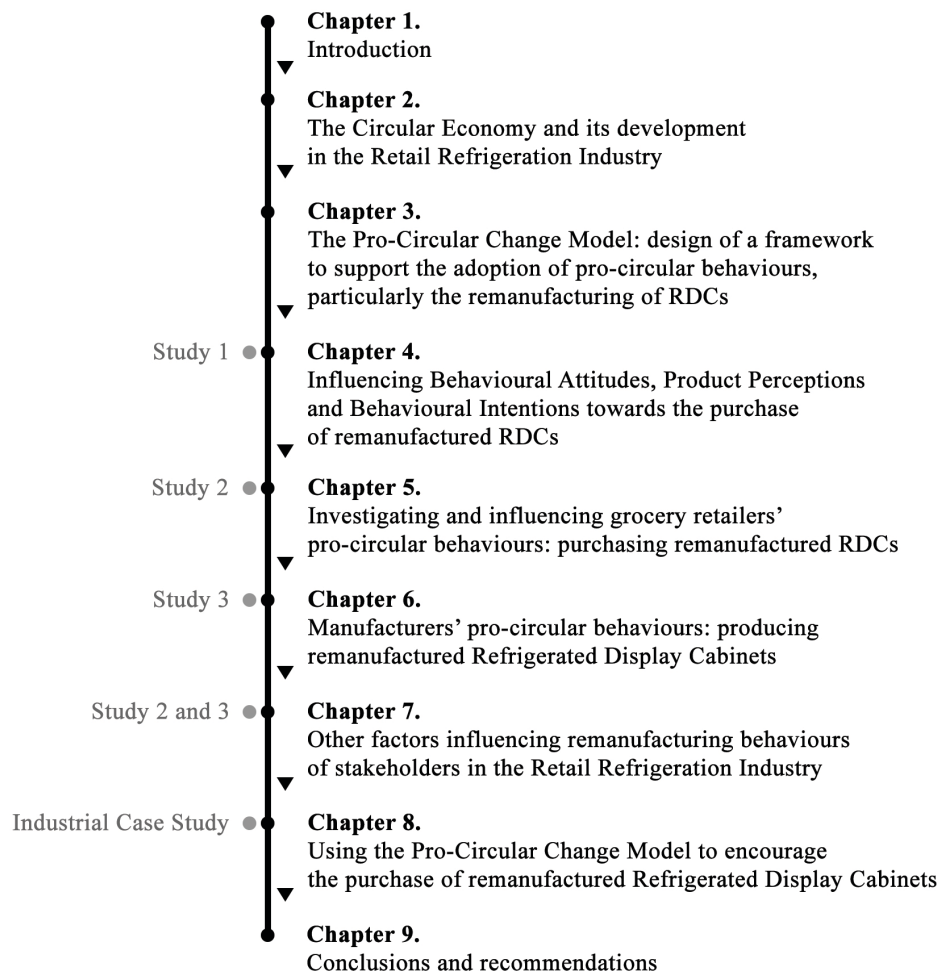 Chapter 1.
Introduction
Chapter 2.
The Circular Economy and its development
in the Retail Refrigeration Industry
Chapter 3.
The Pro-Circular Change Model: design of a framework
to support the adoption of pro-circular behaviours,
particularly the remanufacturing of RDCs
Study 1
Chapter 4.
Influencing Behavioural Attitudes, Product Perceptions
and Behavioural Intentions towards the purchase
of remanufactured RDCs
Study 2
Chapter 5.
Investigating and influencing grocery retailers’
pro-circular behaviours: purchasing remanufactured RDCs
Study 3
Chapter 6.
Manufacturers’ pro-circular behaviours: producing
remanufactured Refrigerated Display Cabinets
Study 2 and 3
Chapter 7.
Other factors influencing remanufacturing behaviours
of stakeholders in the Retail Refrigeration Industry
Industrial Case Study
Chapter 8.
Using the Pro-Circular Change Model to encourage
the purchase of remanufactured Refrigerated Display Cabinets
Chapter 9.
Conclusions and recommendations